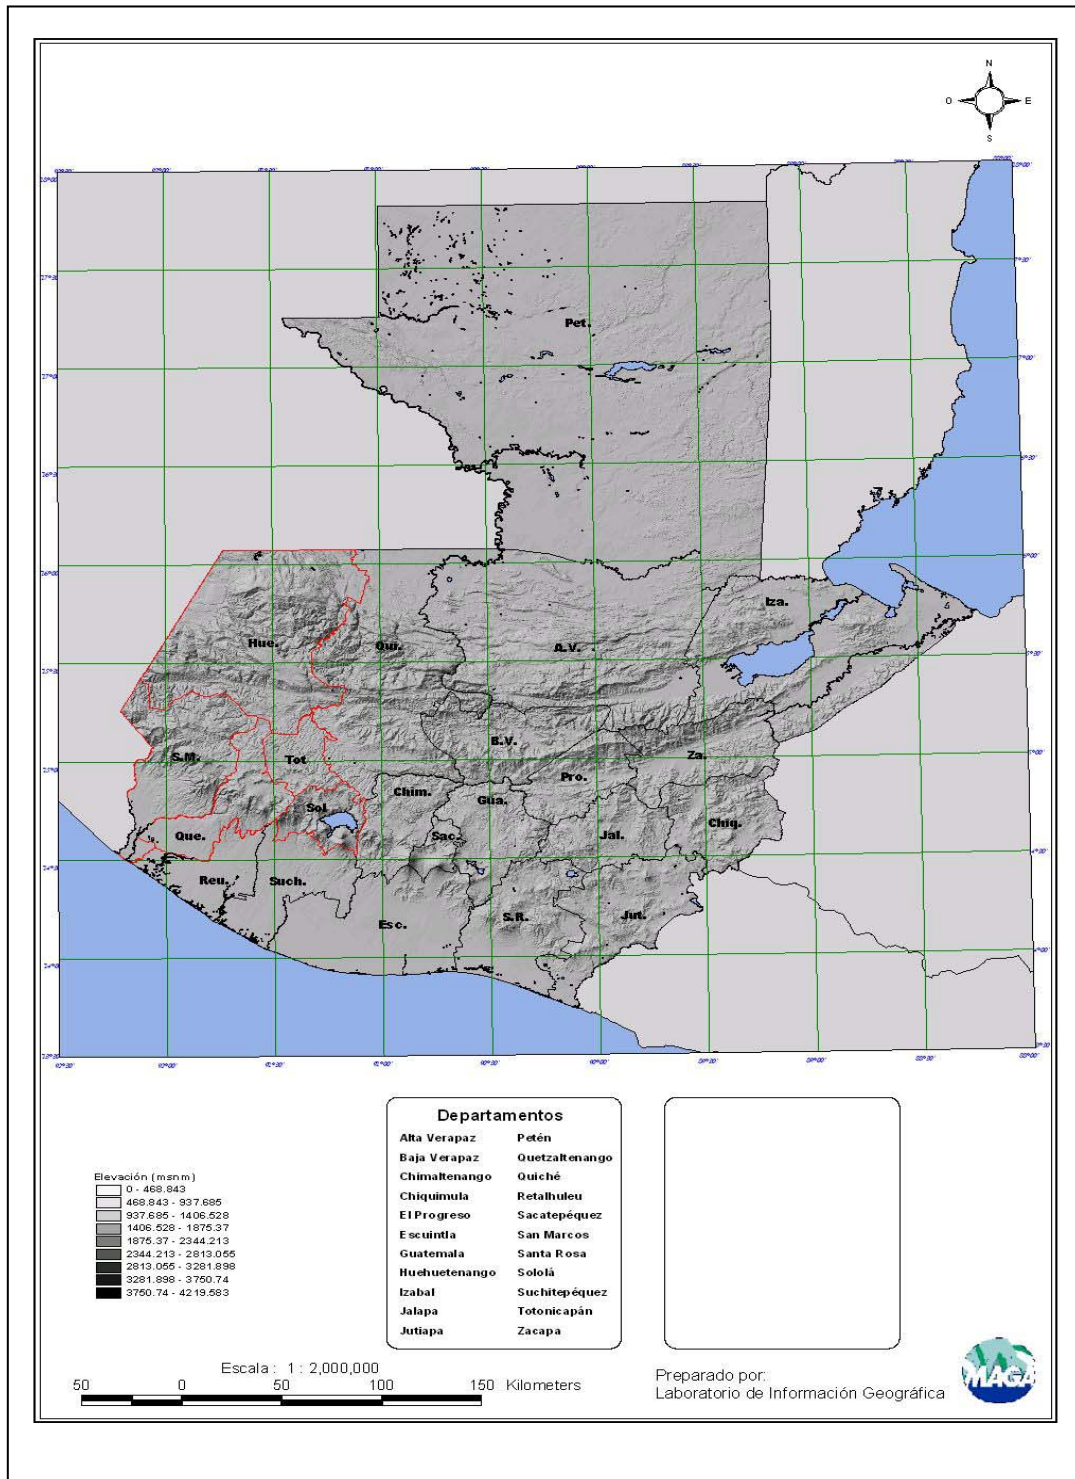 N
O
E
S
Pet.
Iza.
Hue.
Qui.
A.V.
B.V.
S.M.
Tot
Za.
Pro.
Chim.
Gua.
Sol
Chiq.
Que.
Sac.
Jal.
Reu.
Such.
S.R.
Jut.
Esc.
Departamentos
Alta Verapaz
Baja Verapaz
Chimaltenango
Chiquimula
El Progreso
Escuintla
Guatemala
Huehuetenango
Izabal
Jalapa
Jutiapa
Petén
Quetzaltenango
Quiché
Retalhuleu
Sacatepéquez
San Marcos
Santa Rosa
Sololá
Suchitepéquez
Totonicapán
Zacapa
Elevación (msnm)
0 - 468.843
468.843 - 937.685
937.685 - 1406.528
1406.528 - 1875.37
1875.37 - 2344.213
2344.213 - 2813.055
2813.055 - 3281.898
3281.898 - 3750.74
3750.74 - 4219.583
Escala : 1 : 2,000,000
50 0 50 100 150 Kilometers
Preparado por:
Laboratorio de Información Geográfica
MAGA